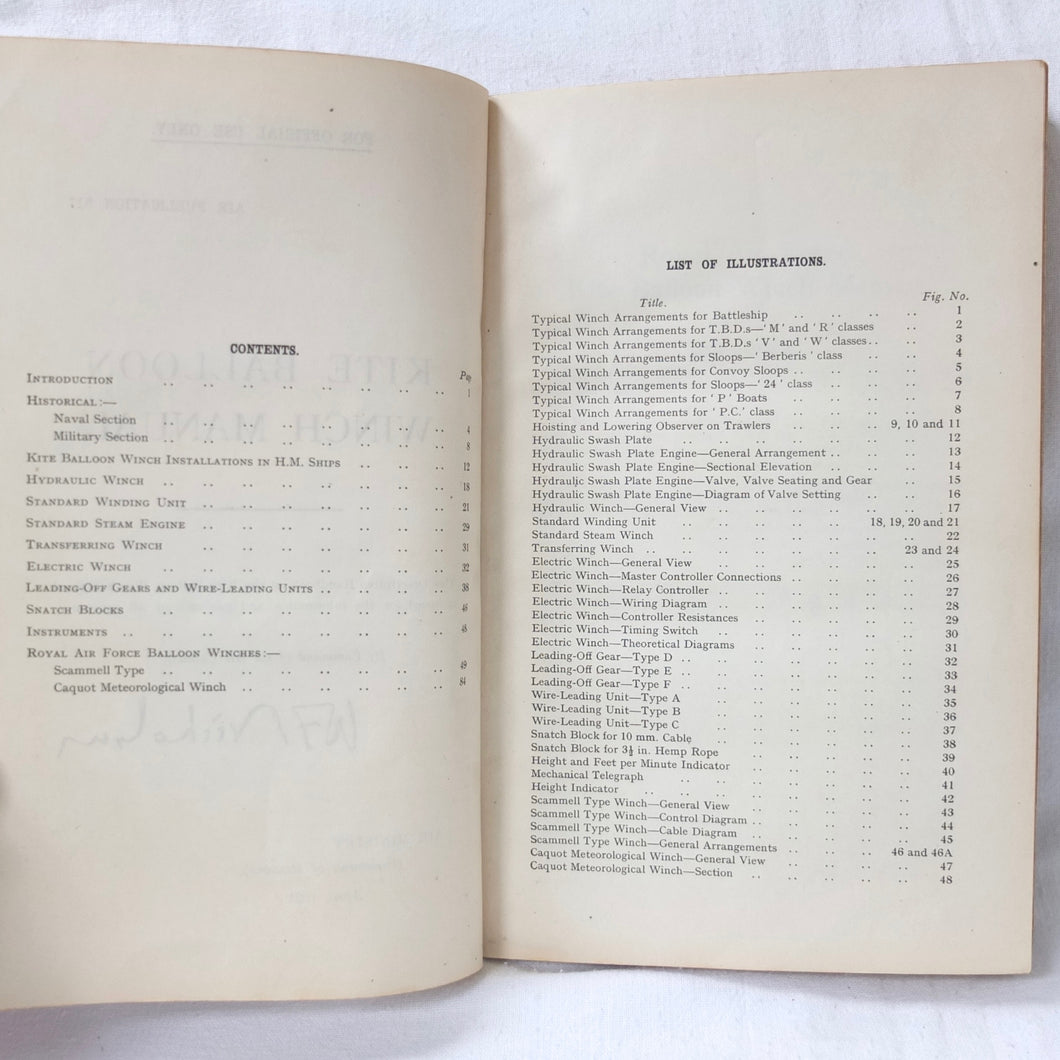 CONTENTS.
Page
INTRODUCTION .. .. .. .. .. .. .. .. 1
HISTORICAL:—
Naval Section .. .. .. .. .. .. .. 4
Military Section .. .. .. .. .. .. .. 8
KITE BALLOON WINCH INSTALLATIONS IN H.M. SHIPS .. .. .. 12
HYDRAULIC WINCH .. .. .. .. .. .. .. .. 18
STANDARD WINDING UNIT .. .. .. .. .. .. .. 21
STANDARD STEAM ENGINE .. .. .. .. .. .. .. 29
TRANSFERRING WINCH .. .. .. .. .. .. .. 31
ELECTRIC WINCH .. .. .. .. .. .. .. .. 32
LEADING-OFF GEARS AND WIRE-LEADING UNITS .. .. .. .. 38
SNATCH BLOCKS .. .. .. .. .. .. .. .. 46
INSTRUMENTS .. .. .. .. .. .. .. .. .. 48
ROYAL AIR FORCE BALLOON WINCHES:—
Scammell Type .. .. .. .. .. .. .. .. 49
Caquot Meteorological Winch .. .. .. .. .. .. 84
LIST OF ILLUSTRATIONS.
Title. Fig. No.
Typical Winch Arrangements for Battleship .. .. .. .. 1
Typical Winch Arrangements for T.B.D.s—' M ' and ' R ' classes .. 2
Typical Winch Arrangements for T.B.D.s ' V ' and ' W ' classes .. .. 3
Typical Winch Arrangements for Sloops—' Berberis ' class .. .. 4
Typical Winch Arrangements for Convoy Sloops .. .. .. .. 5
Typical Winch Arrangements for Sloops—' 24 ' class .. .. .. 6
Typical Winch Arrangements for ' P ' Boats .. .. .. .. 7
Typical Winch Arrangements for ' P.C.' class .. .. .. .. 8
Hoisting and Lowering Observer on Trawlers .. .. .. 9, 10 and 11
Hydraulic Swash Plate .. .. .. .. .. .. 12
Hydraulic Swash Plate Engine—General Arrangement .. .. .. 13
Hydraulic Swash Plate Engine—Sectional Elevation .. .. .. 14
Hydraulic Swash Plate Engine—Valve, Valve Seating and Gear .. 15
Hydraulic Swash Plate Engine—Diagram of Valve Setting .. .. 16
Hydraulic Winch—General View .. .. .. .. .. .. 17
Standard Winding Unit .. .. .. .. .. 18, 19, 20 and 21
Standard Steam Winch .. .. .. .. .. .. 22
Transferring Winch .. .. .. .. .. .. .. 23 and 24
Electric Winch—General View .. .. .. .. .. .. 25
Electric Winch—Master Controller Connections .. .. .. .. 26
Electric Winch—Relay Controller .. .. .. .. .. .. 27
Electric Winch—Wiring Diagram .. .. .. .. .. .. 28
Electric Winch—Controller Resistances .. .. .. .. .. 29
Electric Winch—Timing Switch .. .. .. .. .. .. 30
Electric Winch—Theoretical Diagrams .. .. .. .. .. 31
Leading-Off Gear—Type D .. .. .. .. .. .. .. 32
Leading-Off Gear—Type E .. .. .. .. .. .. .. 33
Leading-Off Gear—Type F .. .. .. .. .. .. .. 34
Wire-Leading Unit—Type A .. .. .. .. .. .. 35
Wire-Leading Unit—Type B .. .. .. .. .. .. 36
Wire-Leading Unit—Type C .. .. .. .. .. .. 37
Snatch Block for 10 mm. Cable .. .. .. .. .. .. 38
Snatch Block for 3½ in. Hemp Rope .. .. .. .. .. 39
Height and Feet per Minute Indicator .. .. .. .. .. 40
Mechanical Telegraph .. .. .. .. .. .. 41
Height Indicator .. .. .. .. .. .. .. .. 42
Scammell Type Winch—General View .. .. .. .. .. 43
Scammell Type Winch—Control Diagram .. .. .. .. .. 44
Scammell Type Winch—Cable Diagram .. .. .. .. .. 45
Scammell Type Winch—General Arrangements .. .. .. 46 and 46A
Caquot Meteorological Winch—General View .. .. .. .. 47
Caquot Meteorological Winch—Section .. .. .. .. .. 48